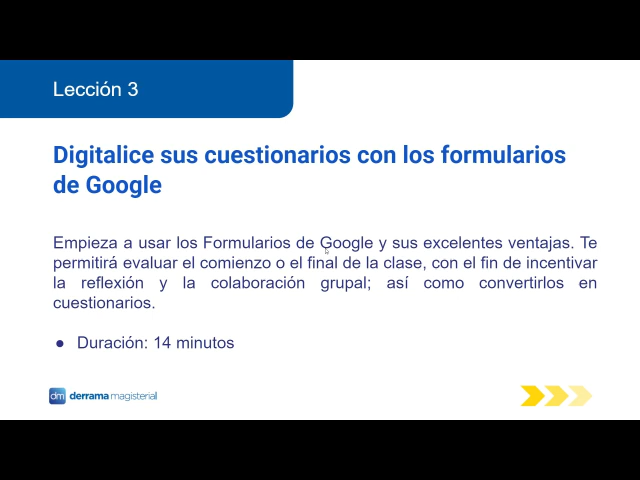 Lección 3
Digitalice sus cuestionarios con los formularios
de Google
Empieza a usar los Formularios de Google y sus excelentes ventajas. Te
permitirá evaluar el comienzo o el final de la clase, con el fin de incentivar
la reflexión y la colaboración grupal; así como convertirlos en
cuestionarios.
● Duración: 14 minutos
dm derrama magisterial